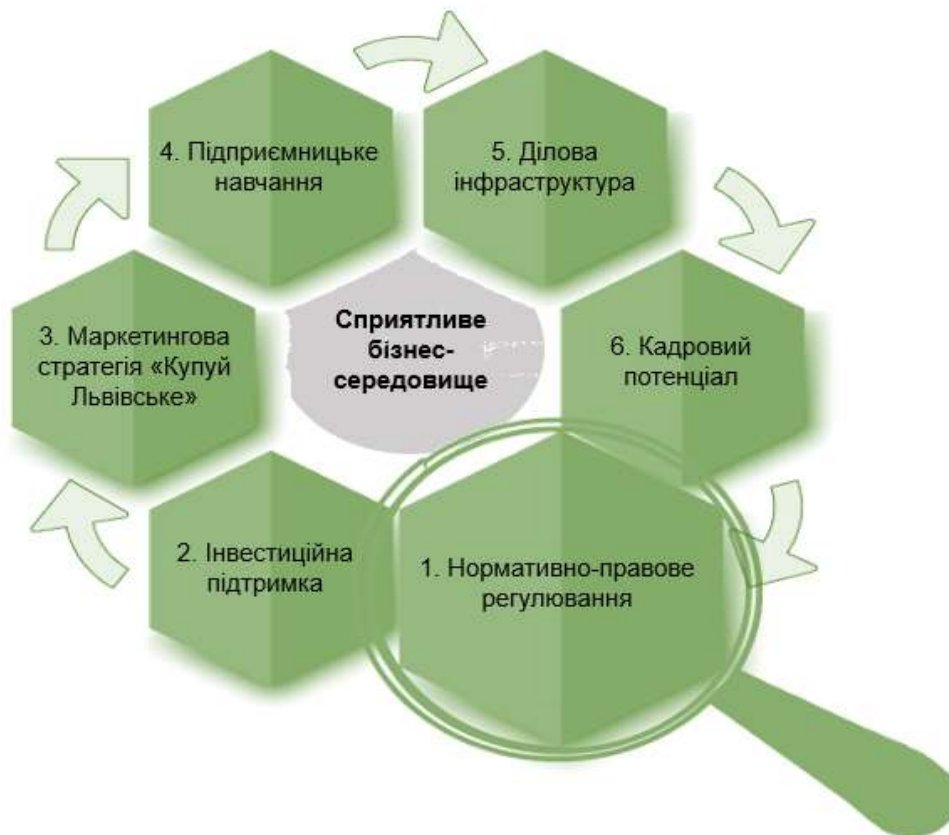 4. Підприємницьке
навчання
5. Ділова
інфраструктура
3. Маркетингова
стратегія «Купуй
Львівське»
Сприятливе
бізнес-
середовище
6. Кадровий
потенціал
2. Інвестиційна
підтримка
1. Нормативно-правове
регулювання